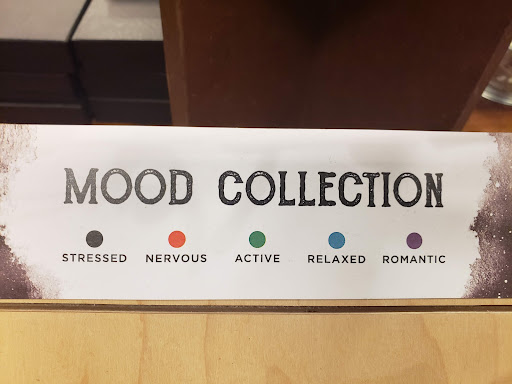 MOOD COLLECTION
STRESSED NERVOUS ACTIVE RELAXED ROMANTIC